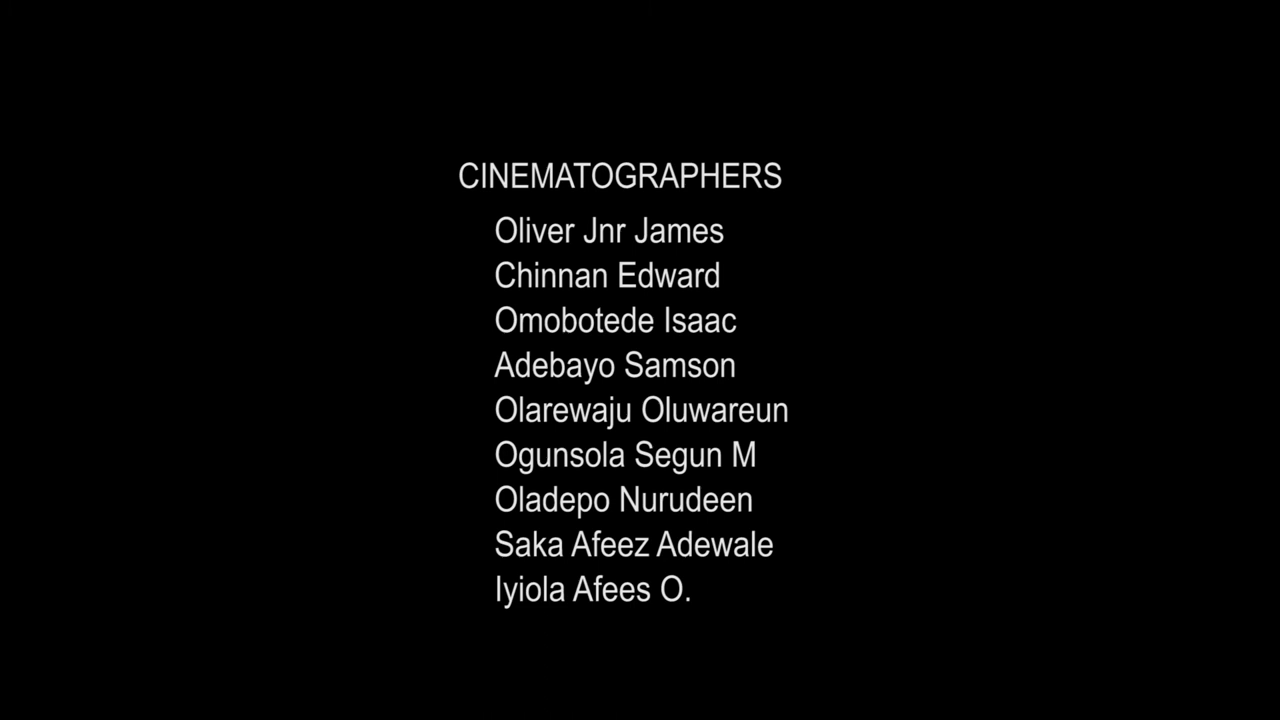 CINEMATOGRAPHERS
Oliver Jnr James
Chinnan Edward
Omobotede Isaac
Adebayo Samson
Olarewaju Oluwareun
Ogunsola Segun M
Oladepo Nurudeen
Saka Afeez Adewale
Iyiola Afees O.